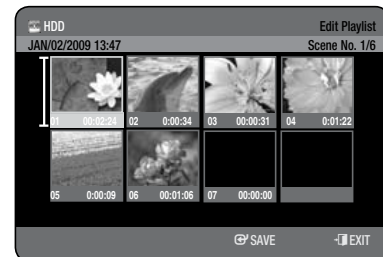 HDD Edit Playlist
JAN/02/2009 13:47 Scene No. 1/6
01 00:02:24 02 0:00:34 03 00:00:31 04 0:01:22
05 0:00:09 06 00:01:06 07 00:00:00
SAVE EXIT